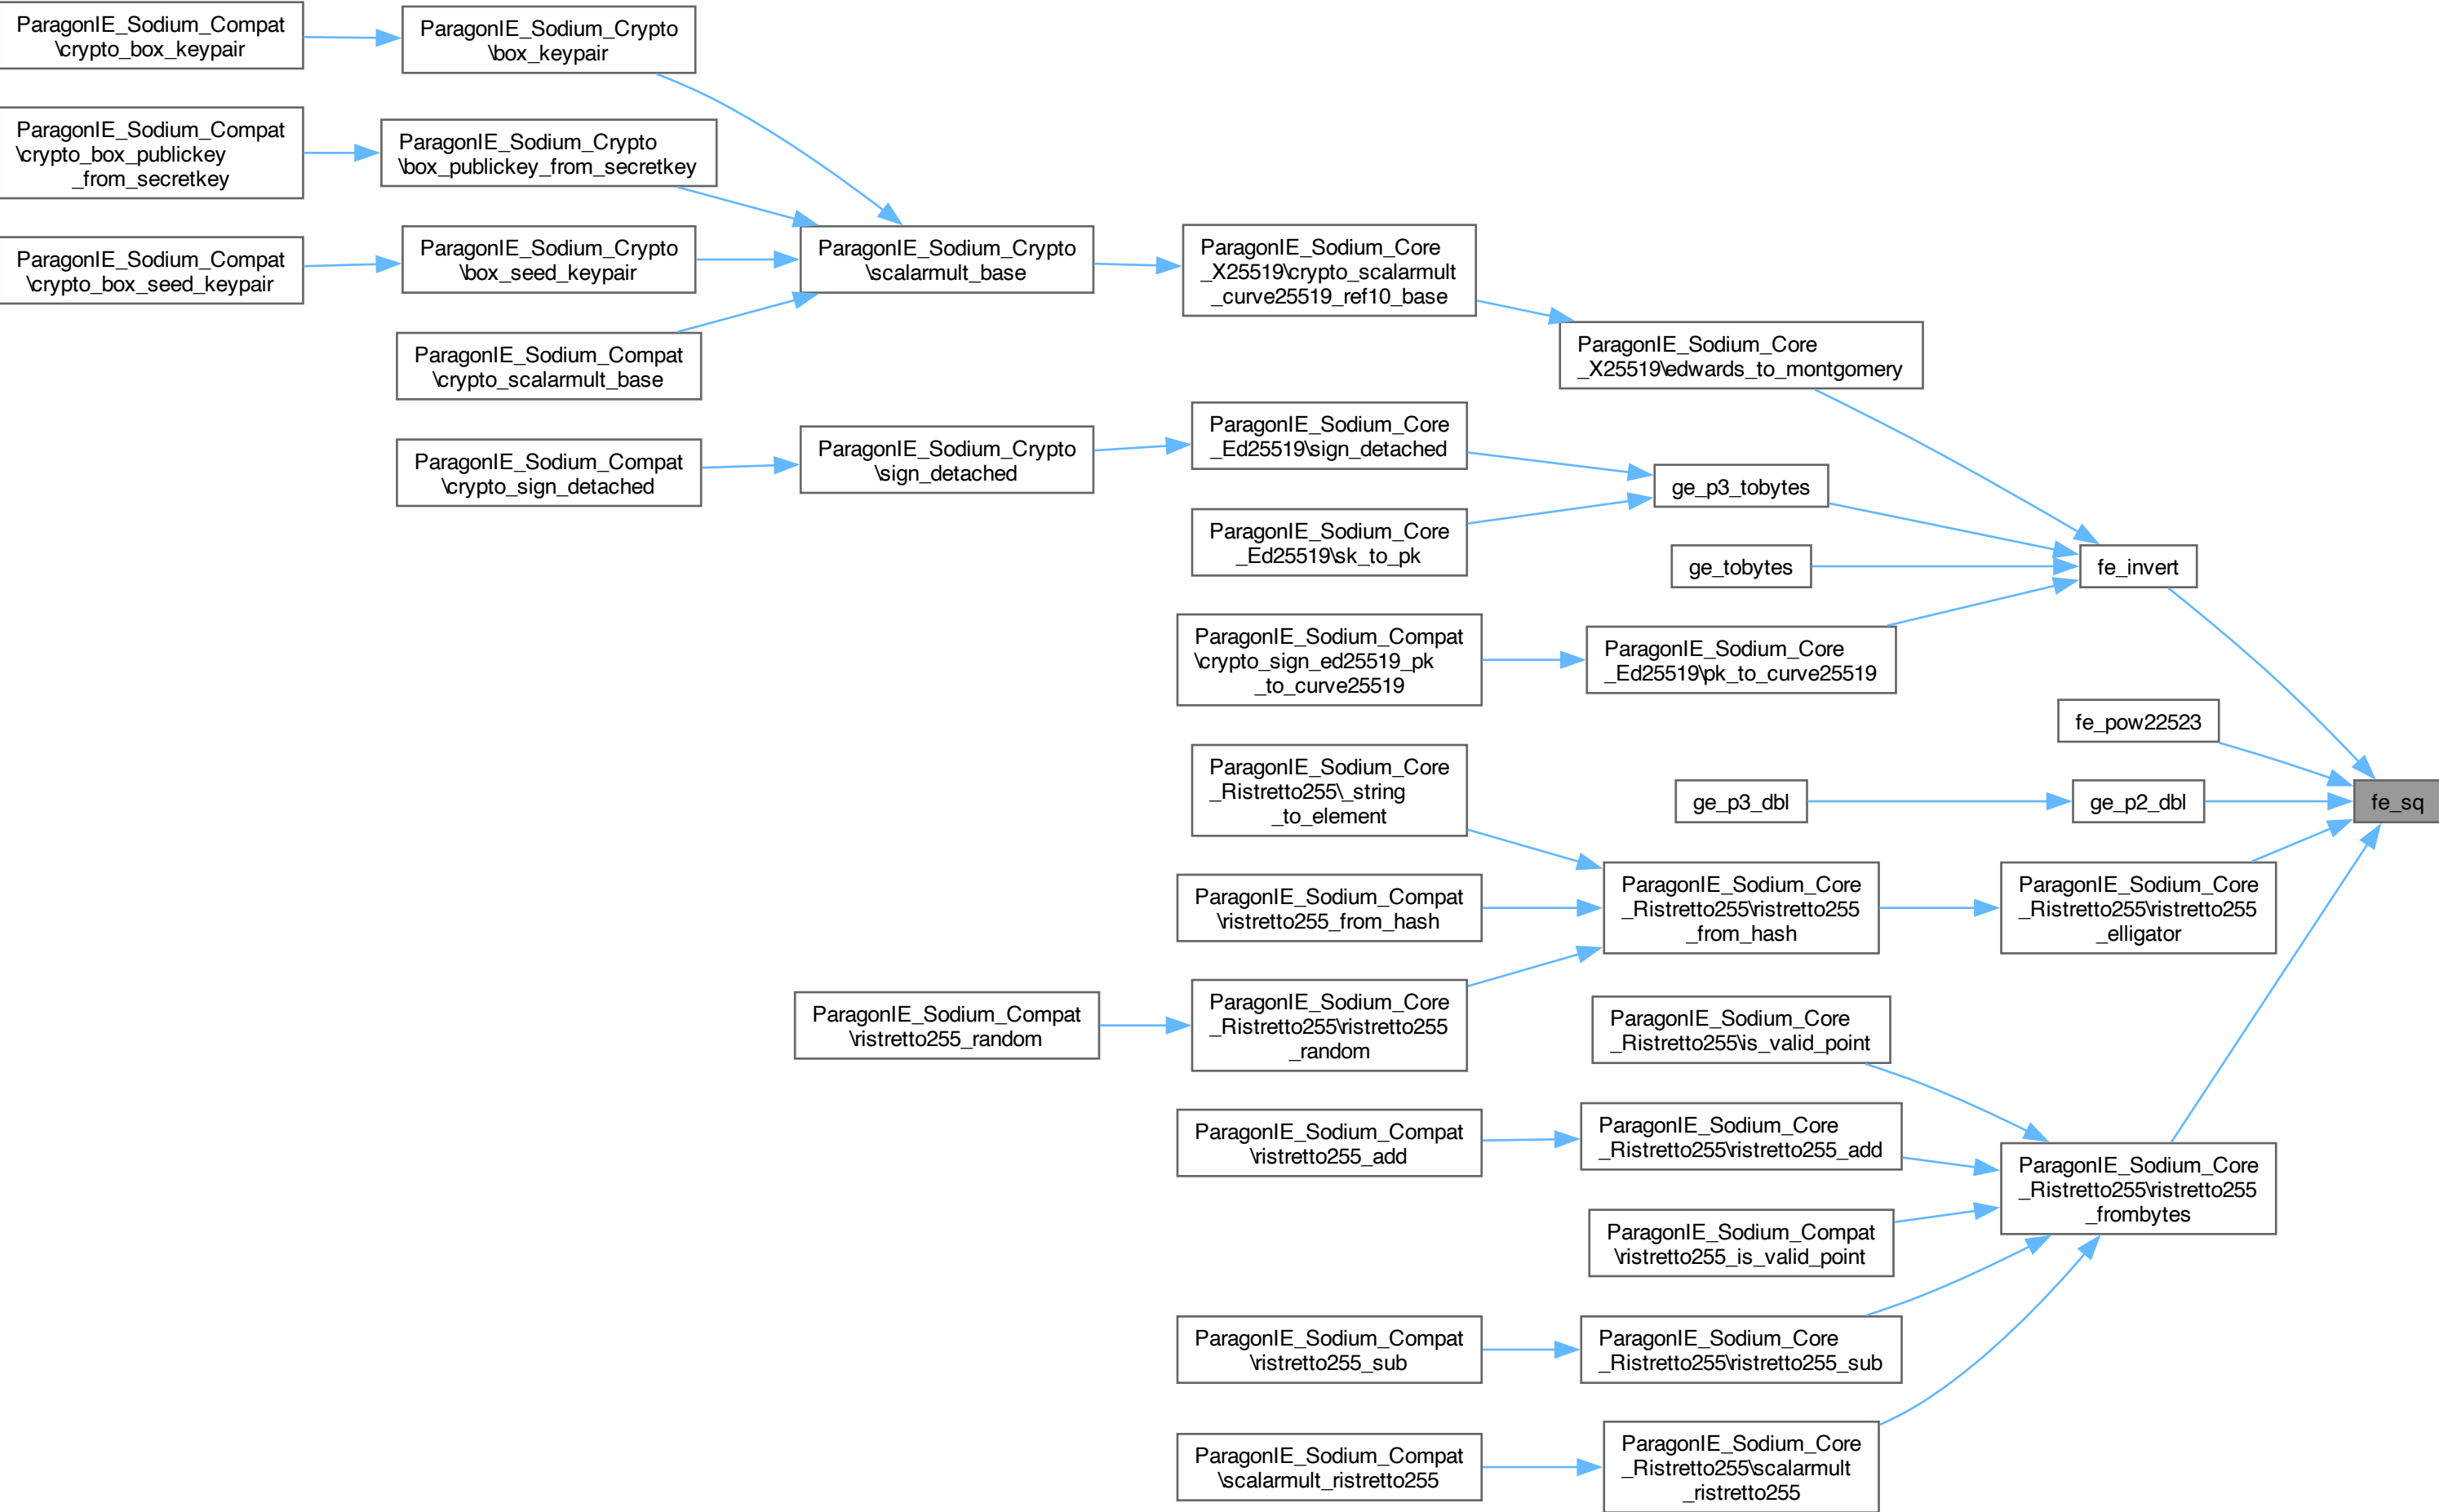 ParagonIE_Sodium_Compat
\crypto_box_keypair
ParagonIE_Sodium_Crypto
\box_keypair
ParagonIE_Sodium_Compat
\crypto_box_publickey
_from_secretkey
ParagonIE_Sodium_Crypto
\box_publickey_from_secretkey
ParagonIE_Sodium_Compat
\crypto_box_seed_keypair
ParagonIE_Sodium_Crypto
\box_seed_keypair
ParagonIE_Sodium_Crypto
\scalarmult_base
ParagonIE_Sodium_Core
_X25519\crypto_scalarmult
_curve25519_ref10_base
ParagonIE_Sodium_Compat
\crypto_scalarmult_base
ParagonIE_Sodium_Core
_X25519\edwards_to_montgomery
ParagonIE_Sodium_Compat
\crypto_sign_detached
ParagonIE_Sodium_Crypto
\sign_detached
ParagonIE_Sodium_Core
_Ed25519\sign_detached
ge_p3_tobytes
ParagonIE_Sodium_Core
_Ed25519\sk_to_pk
ge_tobytes
fe_invert
ParagonIE_Sodium_Compat
\crypto_sign_ed25519_pk
_to_curve25519
ParagonIE_Sodium_Core
_Ed25519\pk_to_curve25519
fe_pow22523
ParagonIE_Sodium_Core
_Ristretto255\_string
_to_element
ge_p3_dbl
ge_p2_dbl
fe_sq
ParagonIE_Sodium_Compat
\ristretto255_from_hash
ParagonIE_Sodium_Core
_Ristretto255\ristretto255
_from_hash
ParagonIE_Sodium_Core
_Ristretto255\ristretto255
_elligator
ParagonIE_Sodium_Compat
\ristretto255_random
ParagonIE_Sodium_Core
_Ristretto255\ristretto255
_random
ParagonIE_Sodium_Core
_Ristretto255\is_valid_point
ParagonIE_Sodium_Compat
\ristretto255_add
ParagonIE_Sodium_Core
_Ristretto255\ristretto255_add
ParagonIE_Sodium_Core
_Ristretto255\ristretto255
_frombytes
ParagonIE_Sodium_Compat
\ristretto255_is_valid_point
ParagonIE_Sodium_Compat
\ristretto255_sub
ParagonIE_Sodium_Core
_Ristretto255\ristretto255_sub
ParagonIE_Sodium_Compat
\scalarmult_ristretto255
ParagonIE_Sodium_Core
_Ristretto255\scalarmult
_ristretto255